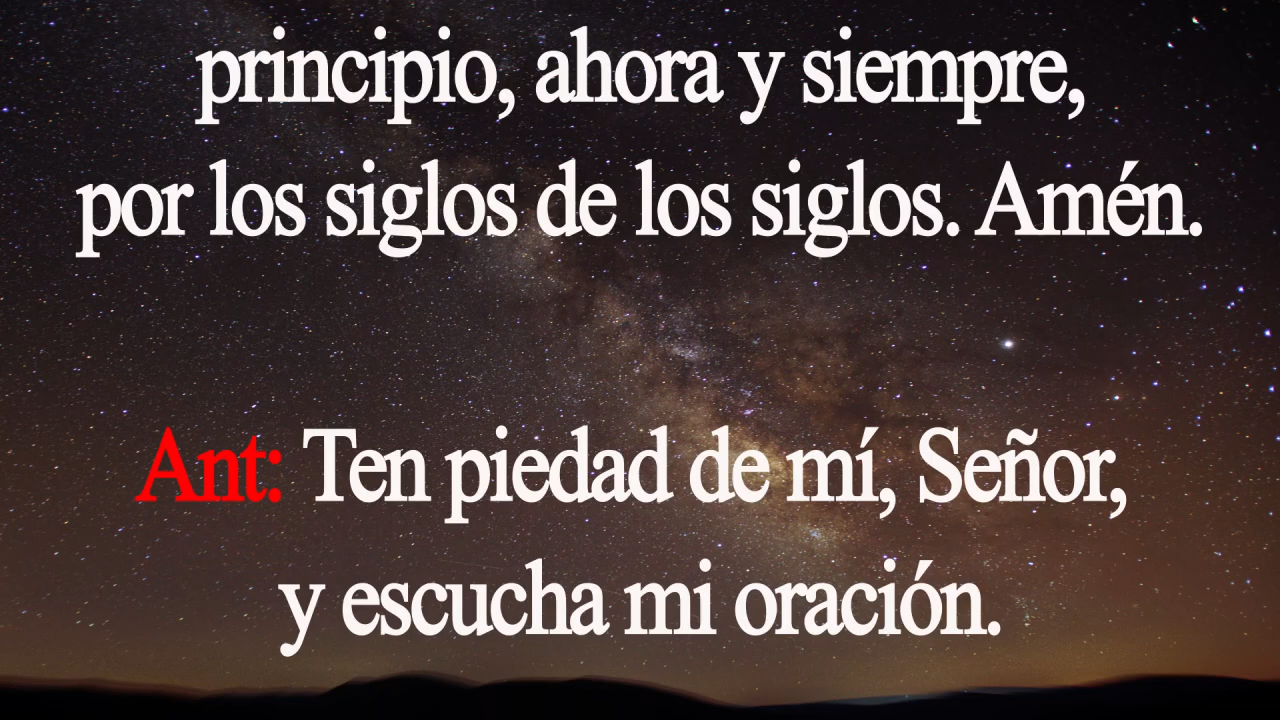 principio, ahora y siempre,
por los siglos de los siglos. Amén.
Ant: Ten piedad de mí, Señor,
y escucha mi oración.